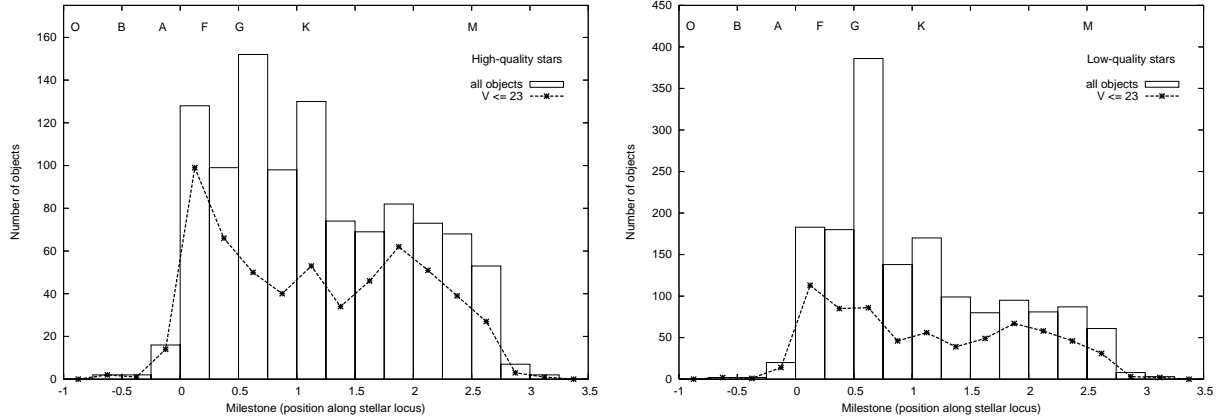 O B A F G K M
High-quality stars
all objects
V <= 23
160
140
120
100
80
60
40
20
0
Number of objects
-1 -0.5 0 0.5 1 1.5 2 2.5 3 3.5
Milestone (position along stellar locus)
O B A F G K M
Low-quality stars
all objects
V <= 23
450
400
350
300
250
200
150
100
50
0
Number of objects
-1 -0.5 0 0.5 1 1.5 2 2.5 3 3.5
Milestone (position along stellar locus)